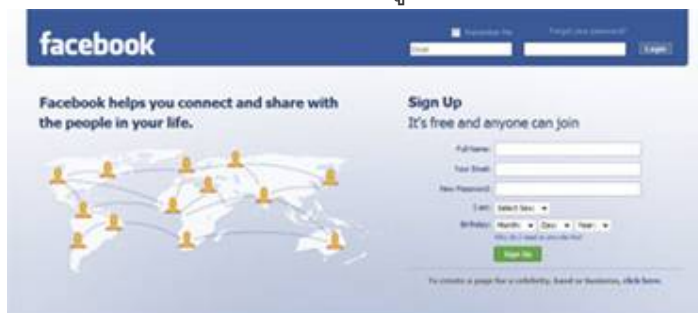 Remember Me Forgot your password?
facebook
Email Login
Facebook helps you connect and share with
the people in your life.
Sign Up
It's free and anyone can join
Full Name:
Your Email:
New Password:
I am: Select Sex:
Birthday: Month: Day: Year:
Why do I need to provide this?
Sign Up
To create a page for a celebrity, band or business, click here.